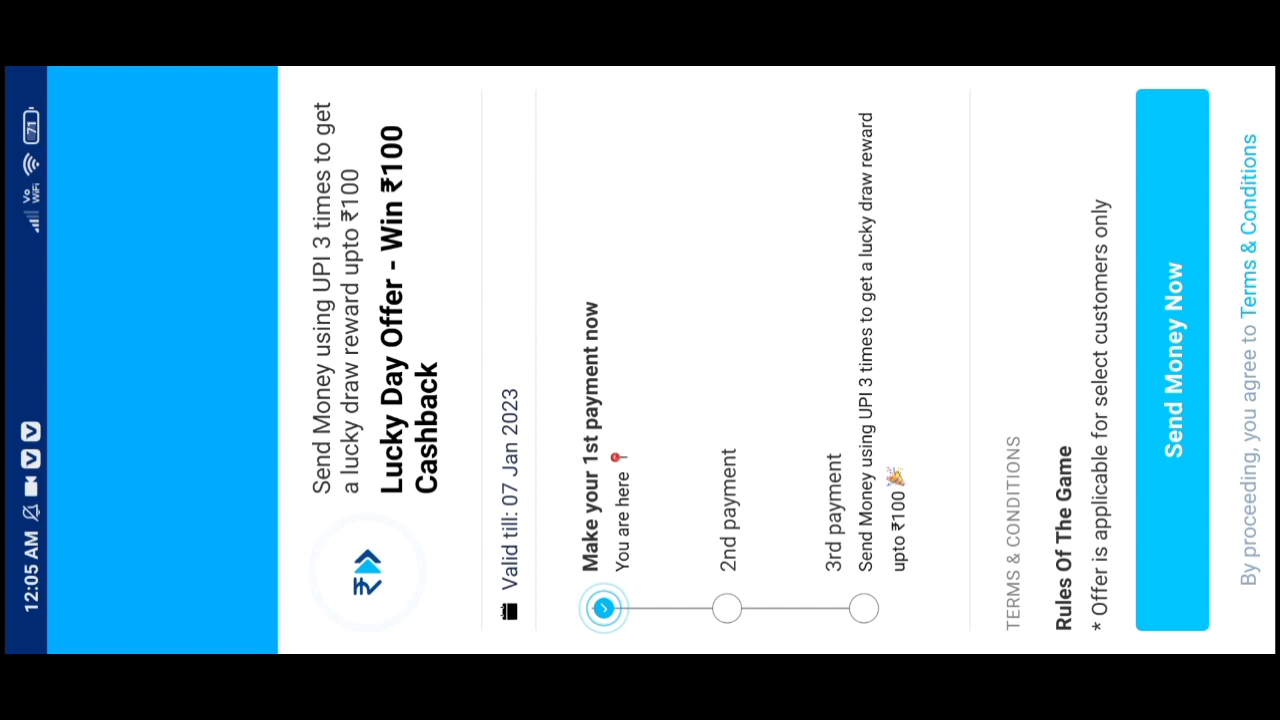 12:05 AM
Vo
WiFi
71
Send Money using UPI 3 times to get
a lucky draw reward upto ₹100
Lucky Day Offer - Win ₹100
Cashback
Valid till: 07 Jan 2023
Make your 1st payment now
You are here 📍
2nd payment
3rd payment
Send Money using UPI 3 times to get a lucky draw reward
upto ₹100 🎉
TERMS & CONDITIONS
Rules Of The Game
* Offer is applicable for select customers only
Send Money Now
By proceeding, you agree to Terms & Conditions